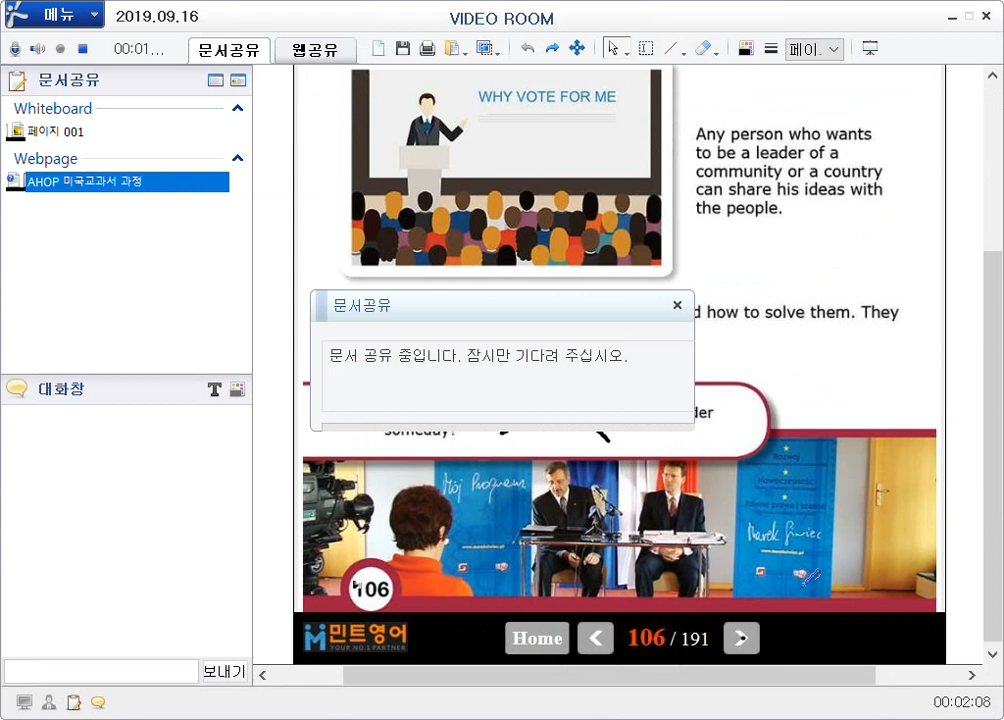 메뉴
2019.09.16
VIDEO ROOM
00:01...
문서공유
웹공유
페이.
문서공유
Whiteboard
페이지 001
Webpage
AHOP 미국교과서 과정
대화창
보내기
WHY VOTE FOR ME
Any person who wants
to be a leader of a
community or a country
can share his ideas with
the people.
how to solve them. They
문서공유
문서 공유 중입니다. 잠시만 기다려 주십시오.
der
someday?
Mój Program
Rozwój
Nowoczesność
Marek
106
민트영어
YOUR NO.1 PARTNER
Home
106 / 191
00:02:08